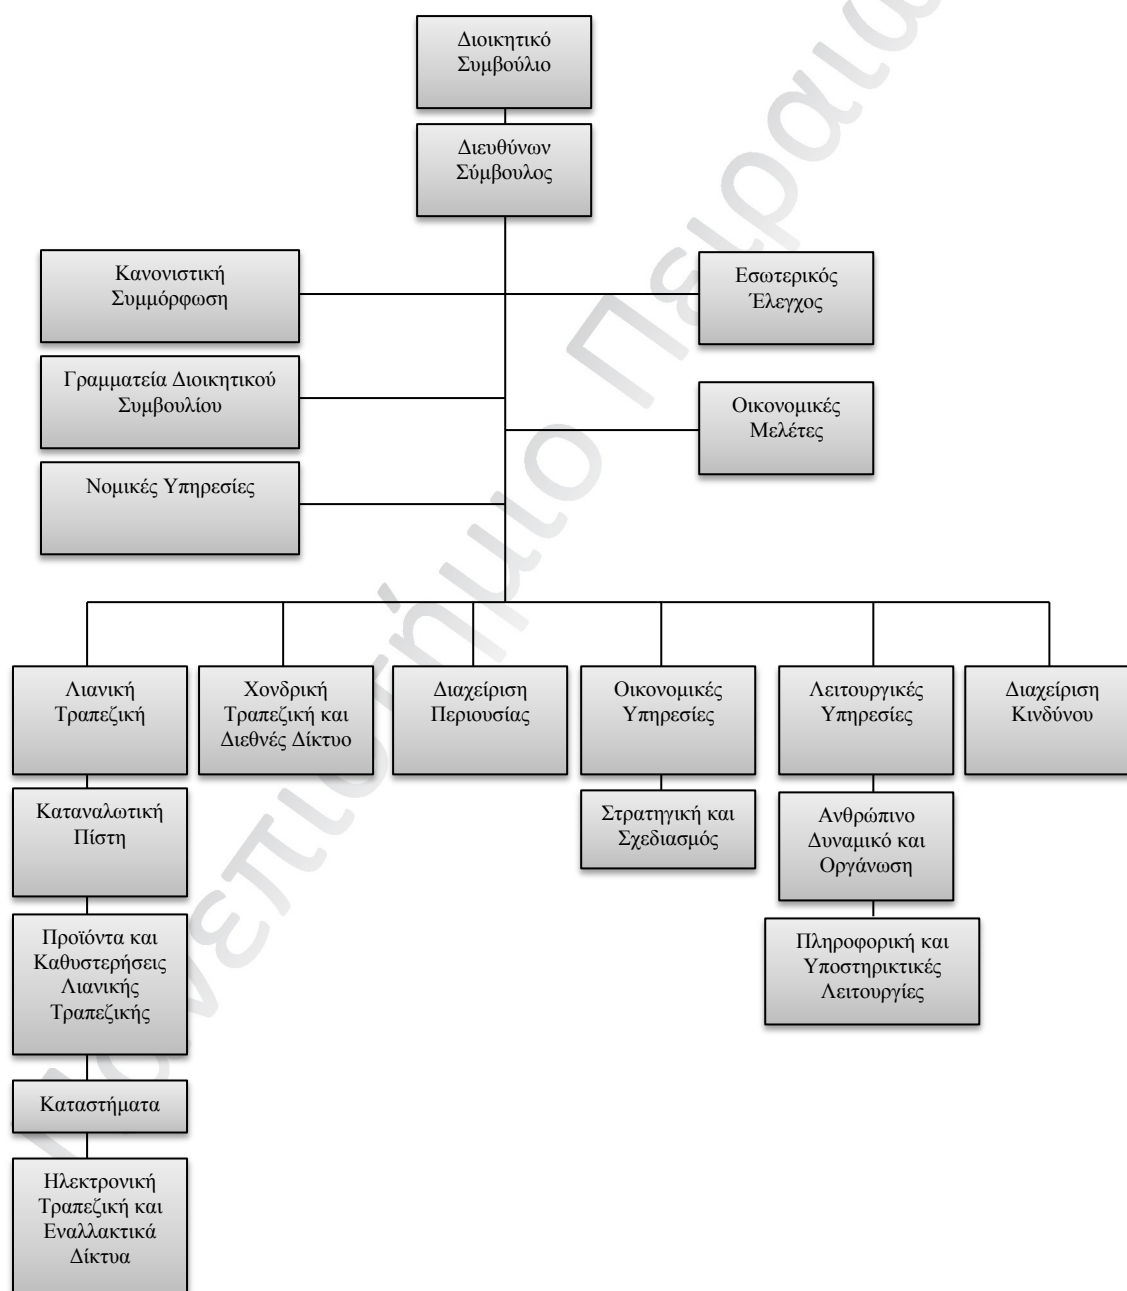 Διοικητικό
Συμβούλιο
Διευθύνων
Σύμβουλος
Κανονιστική
Συμμόρφωση
Εσωτερικός
Έλεγχος
Γραμματεία Διοικητικού
Συμβουλίου
Οικονομικές
Μελέτες
Νομικές Υπηρεσίες
Λιανική
Τραπεζική
Χονδρική
Τραπεζική και
Διεθνές Δίκτυο
Διαχείριση
Περιουσίας
Οικονομικές
Υπηρεσίες
Λειτουργικές
Υπηρεσίες
Διαχείριση
Κινδύνου
Καταναλωτική
Πίστη
Στρατηγική και
Σχεδιασμός
Ανθρώπινο
Δυναμικό και
Οργάνωση
Προϊόντα και
Καθυστερήσεις
Λιανικής
Τραπεζικής
Πληροφορική και
Υποστηρικτικές
Λειτουργίες
Καταστήματα
Ηλεκτρονική
Τραπεζική και
Εναλλακτικά
Δίκτυα
Πανεπιστήμιο